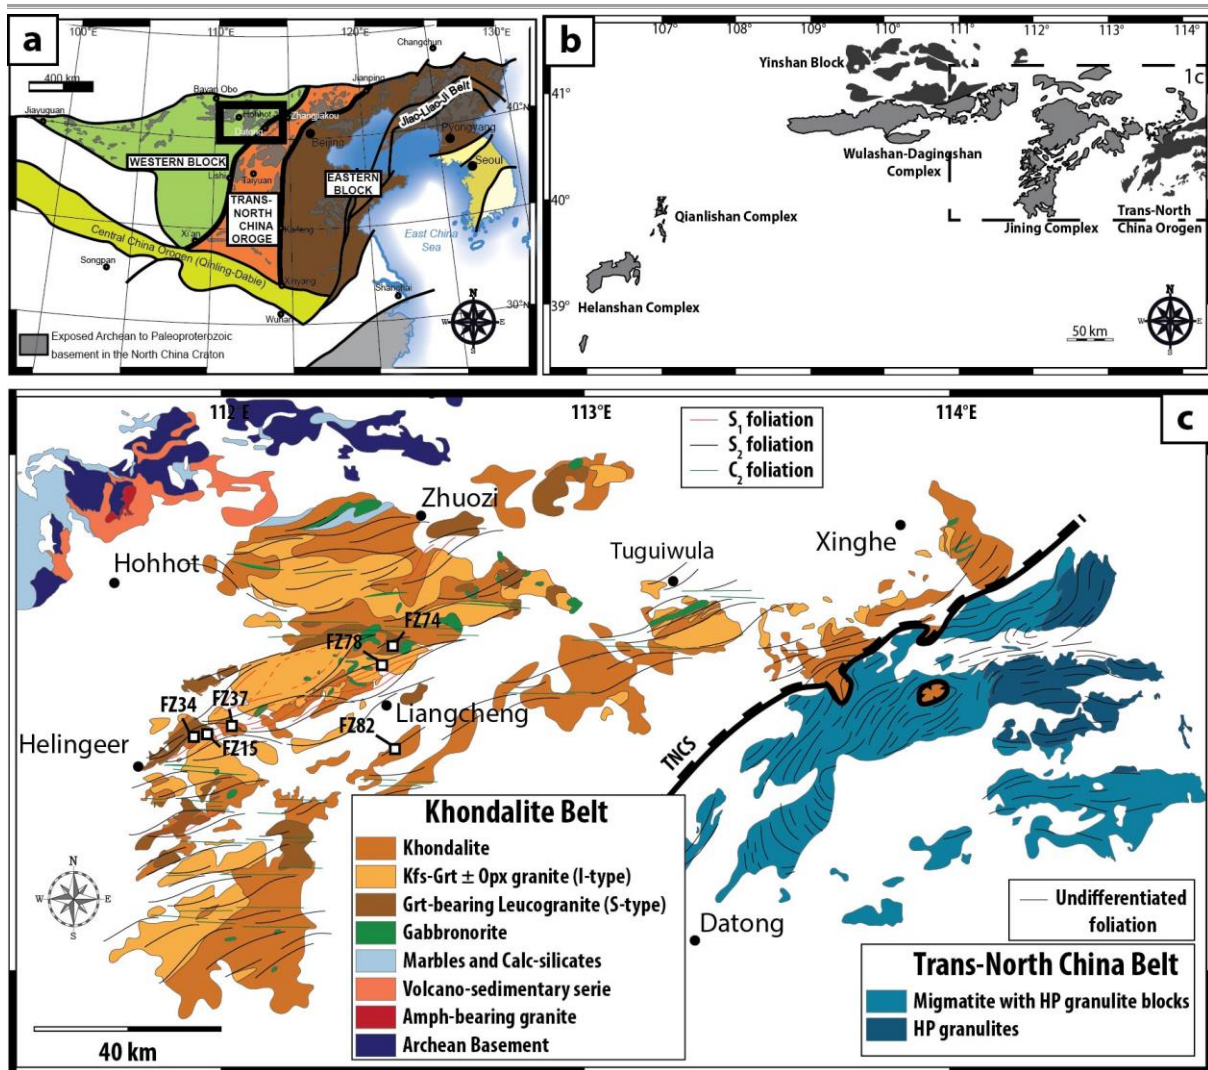 a
100°E
110°E
120°E
130°E
Changchun
400 km
Bayan Obo
Jianping
Jiayuguan
Hohhot
Zhangjiakou
40°N
Datong
Beijing
Jiao-Liao-Ji Belt
Pyongyang
Seoul
WESTERN BLOCK
Lishi
Taiyuan
EASTERN
BLOCK
40°
TRANS-
NORTH
CHINA
OROGE
Kaifeng
Xi'an
East China
Sea
Central China Orogen (Qinling-Dabie)
Songpan
Xinyang
Shanghai
30°N
Wuhan
Exposed Archean to Paleoproterozoic
basement in the North China Craton
N
W
E
S
b
107°
108°
109°
110°
111°
112°
113°
114°
Yinshan Block
1c
41°
Wulashan-Daqingshan
Complex
40°
Qianlishan Complex
Jining Complex
Trans-North
China Orogen
39°
Helanshan Complex
50 km
N
W
E
S
c
112 E
113°E
114°E
S1 foliation
S2 foliation
C2 foliation
Zhuozi
Hohhot
Tuguiwula
Xinghe
FZ74
FZ78
FZ37
FZ34
FZ15
Liangcheng
FZ82
Helingeer
TNCS
Datong
N
W
E
S
40 km
Khondalite Belt
Khondalite
Kfs-Grt ± Opx granite (I-type)
Grt-bearing Leucogranite (S-type)
Gabbronorite
Marbles and Calc-silicates
Volcano-sedimentary serie
Amph-bearing granite
Archean Basement
Undifferentiated
foliation
Trans-North China Belt
Migmatite with HP granulite blocks
HP granulites